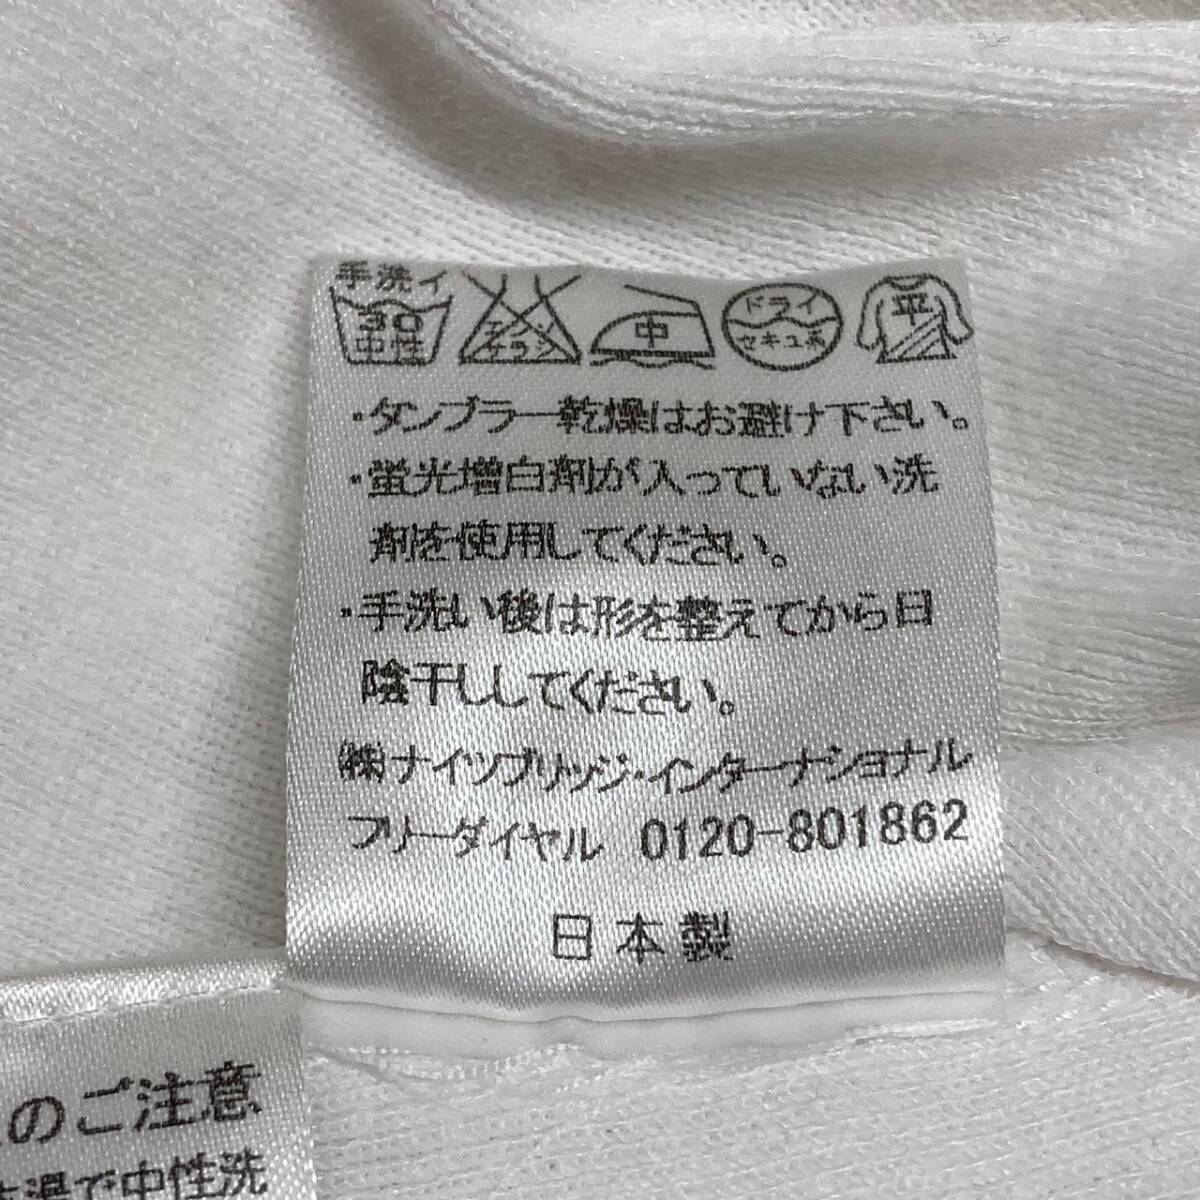 手洗イ
30
中性
エンソ
サラシ
中
ドライ
セキユ系
平
・タンブラー乾燥はお避け下さい。
・蛍光増白剤が入っていない洗
剤を使用してください。
・手洗い後は形を整えてから日
陰干ししてください。
㈱ナイツブリッジ・インターナショナル
フリーダイヤル 0120-801862
日本製
のご注意
温で中性洗